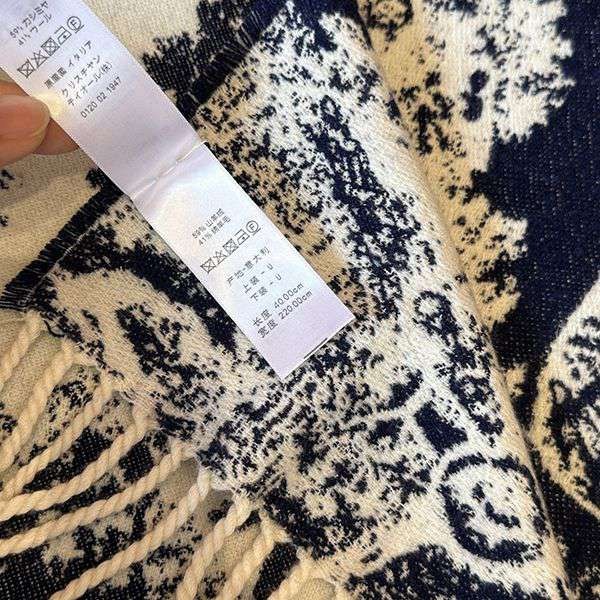 59% カシミヤ
41% ウール
原産国 イタリア
クリスチャン
ディオール(株)
0120 02 1947
59% 山羊绒
41% 绵羊毛
产地-意大利
上装 - U
下装 - U
长度 40.00cm
宽度 220.00cm